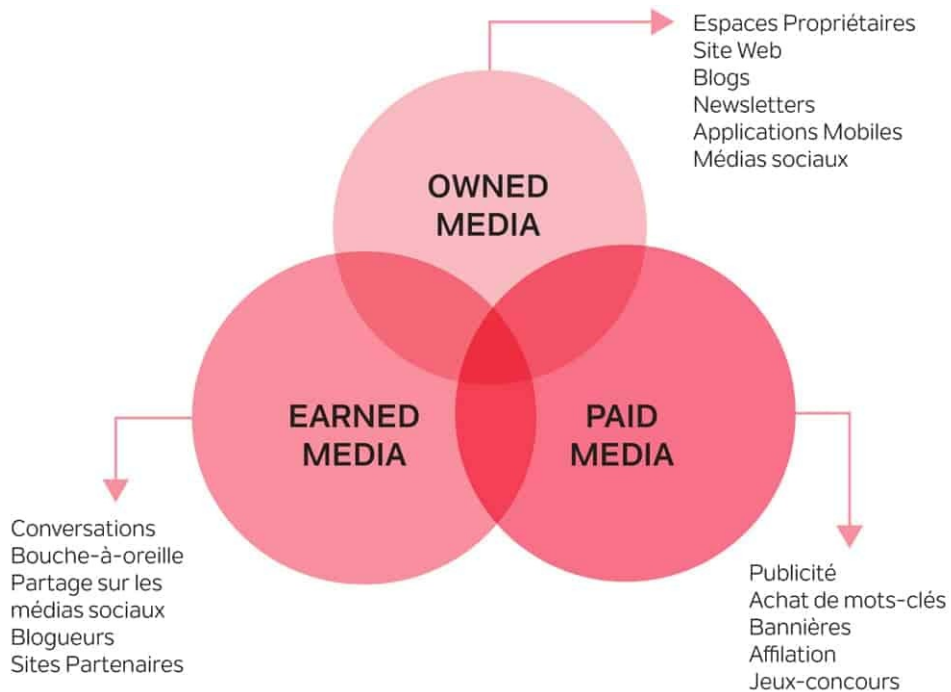 Espaces Propriétaires
Site Web
Blogs
Newsletters
Applications Mobiles
Médias sociaux
OWNED
MEDIA
EARNED
MEDIA
PAID
MEDIA
Conversations
Bouche-à-oreille
Partage sur les
médias sociaux
Blogueurs
Sites Partenaires
Publicité
Achat de mots-clés
Bannières
Affilation
Jeux-concours